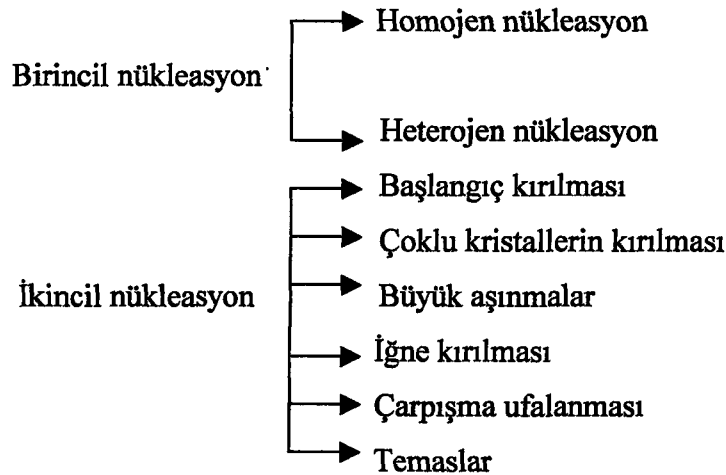 Homojen nükleasyon
Birincil nükleasyon
Heterojen nükleasyon
Başlangıç kırılması
Çoklu kristallerin kırılması
İkincil nükleasyon
Büyük aşınmalar
İğne kırılması
Çarpışma ufalanması
Temaslar